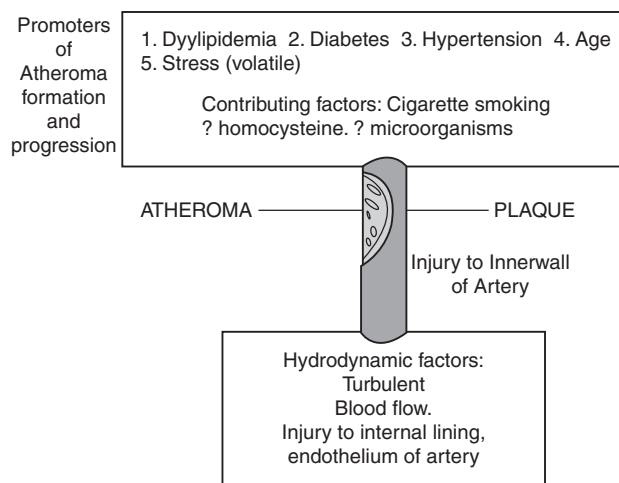 Promoters
of
Atheroma
formation
and
progression
1. Dyylipidemia 2. Diabetes 3. Hypertension 4. Age
5. Stress (volatile)
Contributing factors: Cigarette smoking
? homocysteine. ? microorganisms
ATHEROMA
PLAQUE
Injury to Innerwall
of Artery
Hydrodynamic factors:
Turbulent
Blood flow.
Injury to internal lining,
endothelium of artery